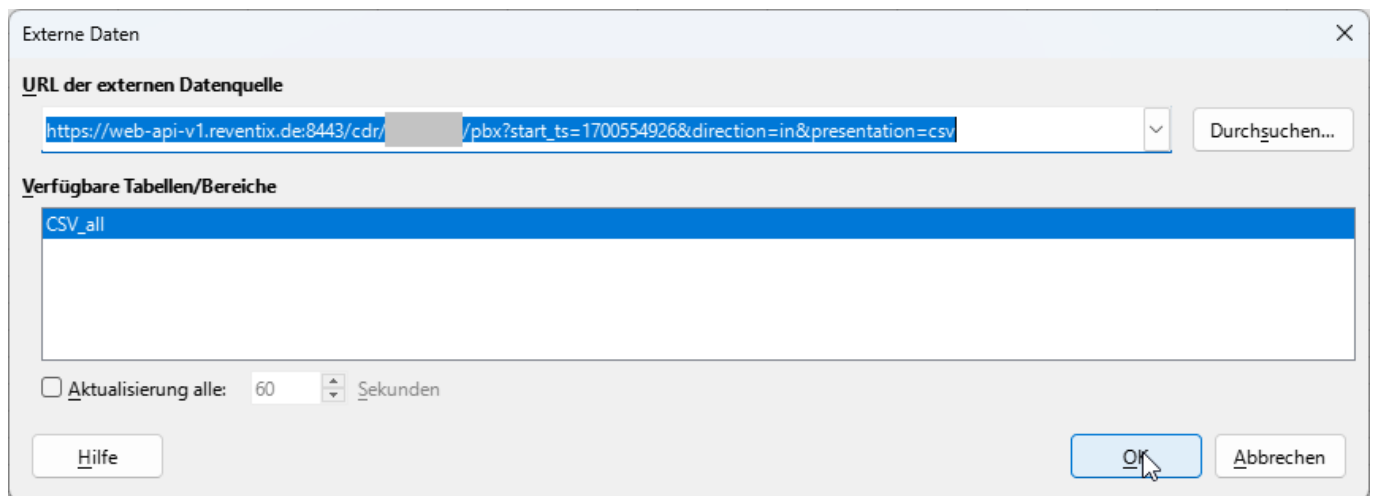 Externe Daten
URL der externen Datenquelle
https://web-api-v1.reventix.de:8443/cdr/ /pbx?start_ts=1700554926&direction=in&presentation=csv
Durchsuchen...
Verfügbare Tabellen/Bereiche
CSV_all
Aktualisierung alle: 60 Sekunden
Hilfe OK Abbrechen